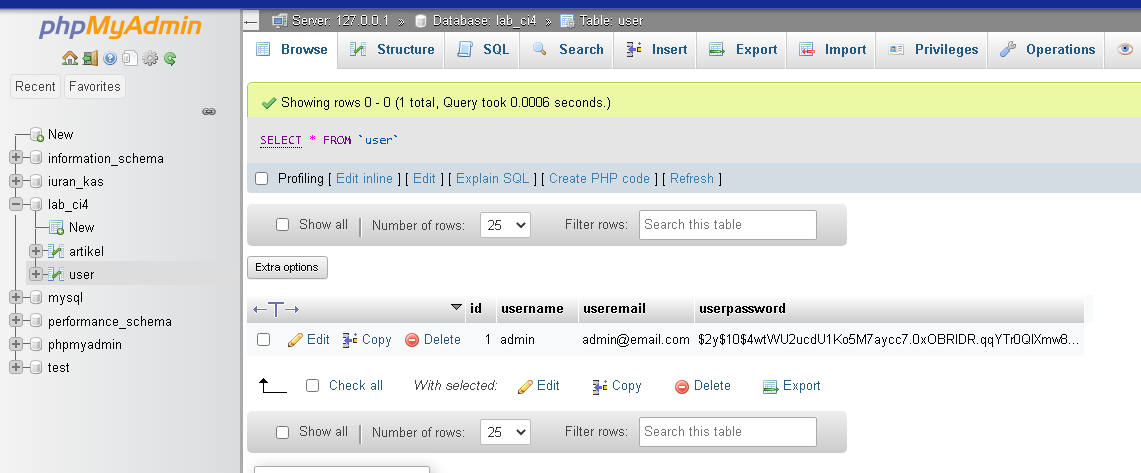 phpMyAdmin
Recent Favorites
New
information_schema
iuran_kas
lab_ci4
New
artikel
user
mysql
performance_schema
phpmyadmin
test
Server: 127.0.0.1 » Database: lab_ci4 » Table: user
Browse Structure SQL Search Insert Export Import Privileges Operations
Showing rows 0 - 0 (1 total, Query took 0.0006 seconds.)
SELECT * FROM `user`
Profiling [ Edit inline ] [ Edit ] [ Explain SQL ] [ Create PHP code ] [ Refresh ]
Show all Number of rows: 25 Filter rows: Search this table
Extra options
id username useremail userpassword
Edit Copy Delete 1 admin admin@email.com $2y$10$4wtWU2ucdU1Ko5M7aycc7.0xOBRIDR.qqYTr0QIXmw8...
Check all With selected: Edit Copy Delete Export
Show all Number of rows: 25 Filter rows: Search this table